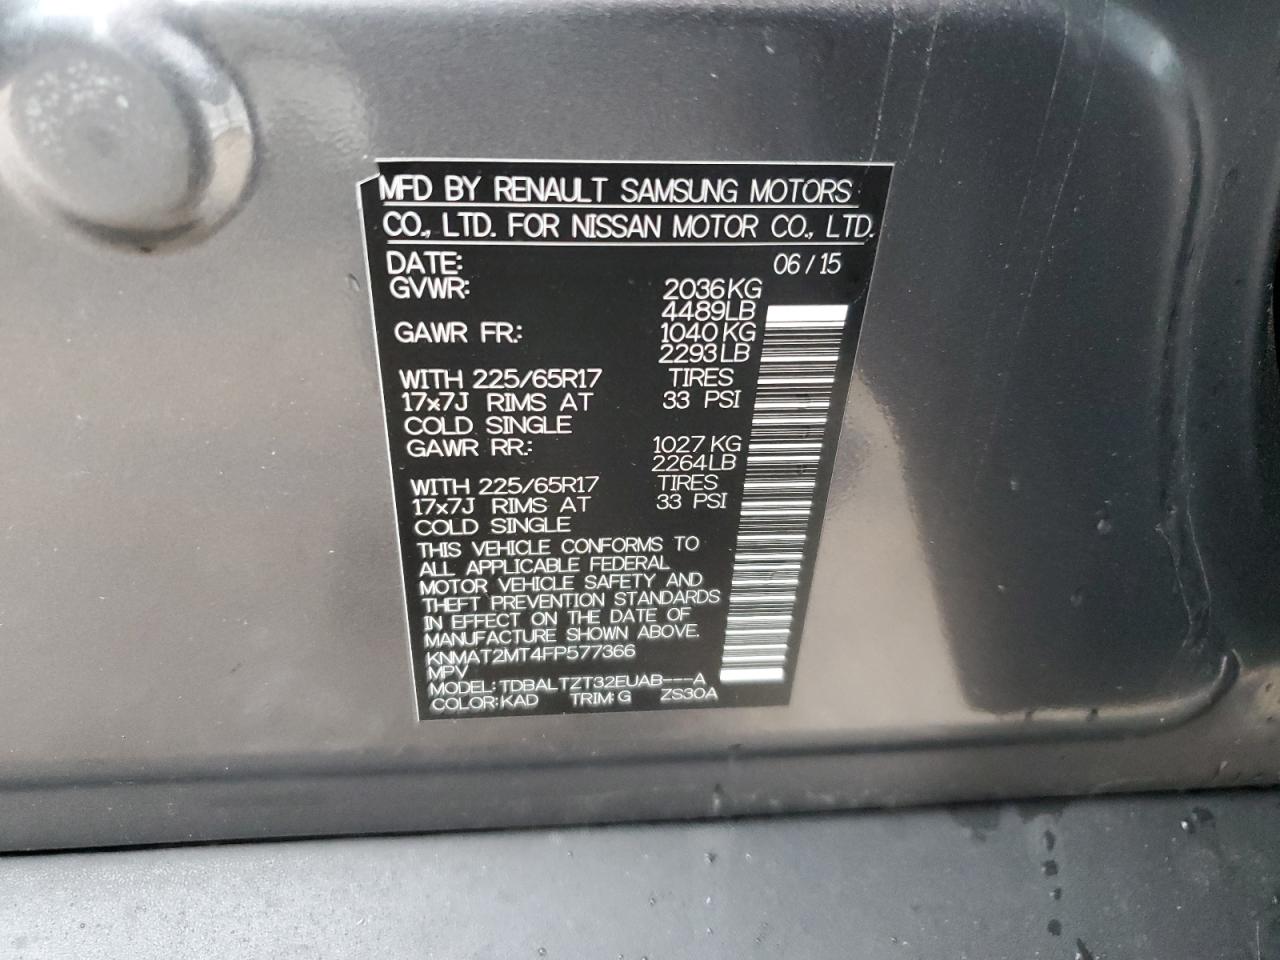 MFD BY RENAULT SAMSUNG MOTORS
CO., LTD. FOR NISSAN MOTOR CO., LTD.
DATE: 06/15
GVWR: 2036KG
4489LB
GAWR FR.: 1040KG
2293LB
WITH 225/65R17 TIRES
17x7J RIMS AT 33 PSI
COLD SINGLE
GAWR RR.: 1027KG
2264LB
WITH 225/65R17 TIRES
17x7J RIMS AT 33 PSI
COLD SINGLE
THIS VEHICLE CONFORMS TO
ALL APPLICABLE FEDERAL
MOTOR VEHICLE SAFETY AND
THEFT PREVENTION STANDARDS
IN EFFECT ON THE DATE OF
MANUFACTURE SHOWN ABOVE.
KNMAT2MT4FP577366
MPV
MODEL:TDBALTZT32EUAB---A
COLOR:KAD TRIM:G ZS30A